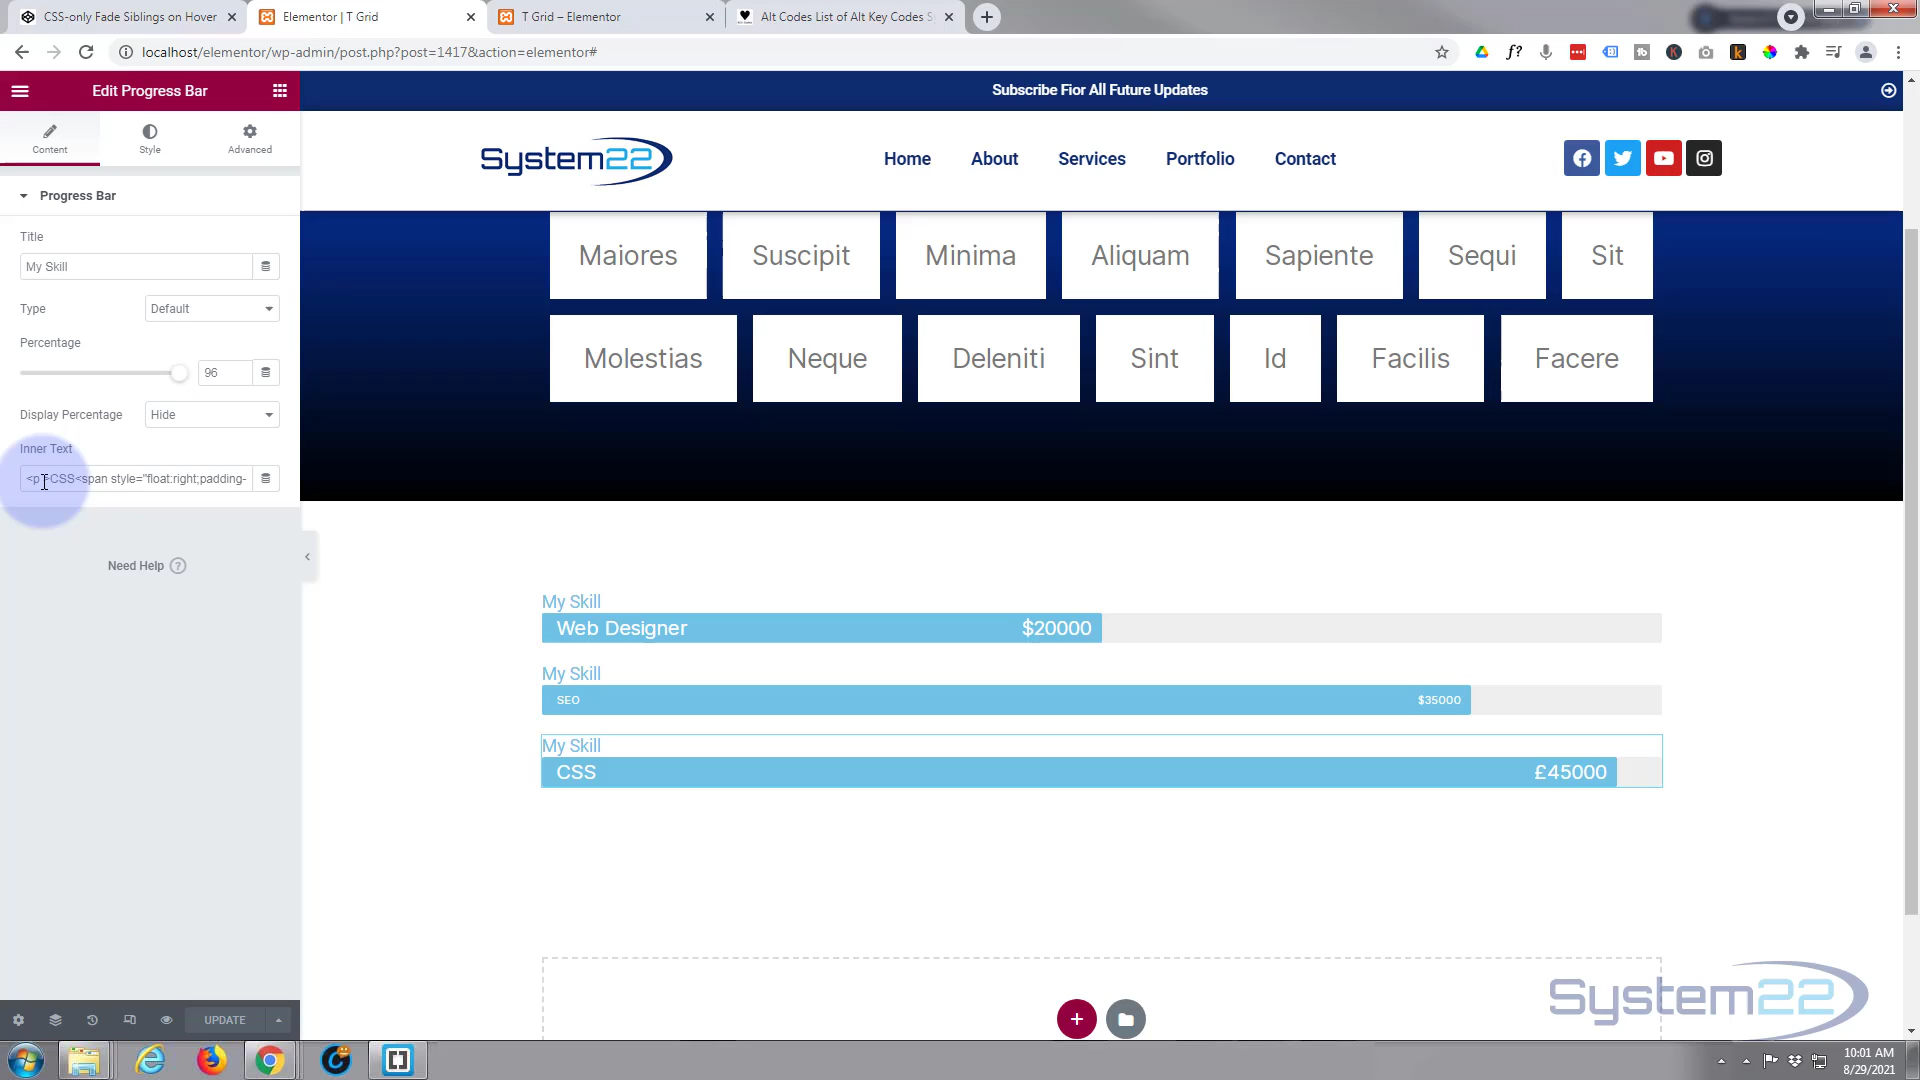 CSS-only Fade Siblings on Hover
Elementor | T Grid
T Grid – Elementor
Alt Codes List of Alt Key Codes S
localhost/elementor/wp-admin/post.php?post=1417&action=elementor#
Edit Progress Bar
Content
Style
Advanced
Progress Bar
Title
My Skill
Type
Default
Percentage
96
Display Percentage
Hide
Inner Text
<p>CSS<span style="float:right;padding-
Need Help
UPDATE
Subscribe Fior All Future Updates
System22
Home
About
Services
Portfolio
Contact
Maiores
Suscipit
Minima
Aliquam
Sapiente
Sequi
Sit
Molestias
Neque
Deleniti
Sint
Id
Facilis
Facere
My Skill
Web Designer $20000
My Skill
SEO $35000
My Skill
CSS £45000
System22
10:01 AM
8/29/2021